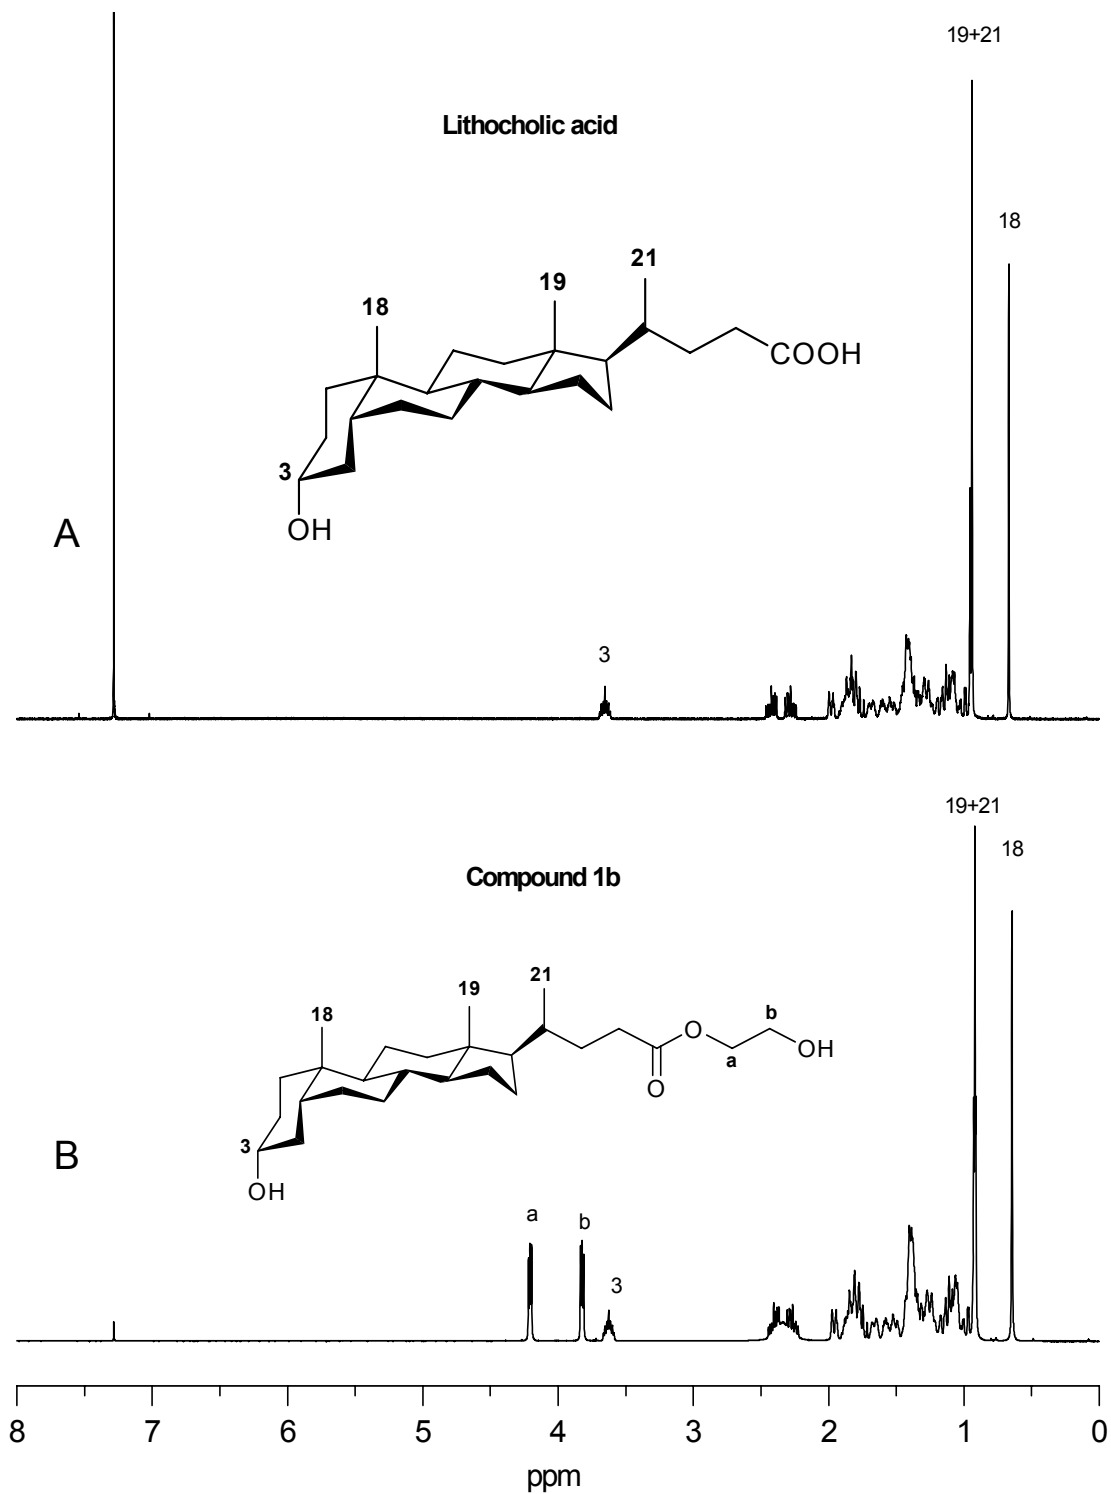 19+21
Lithocholic acid
18
21
19
18
COOH
3
OH
A
3
19+21
18
Compound 1b
21
19
18
b
O
OH
a
O
3
OH
B
a
b
3
8 7 6 5 4 3 2 1 0
ppm